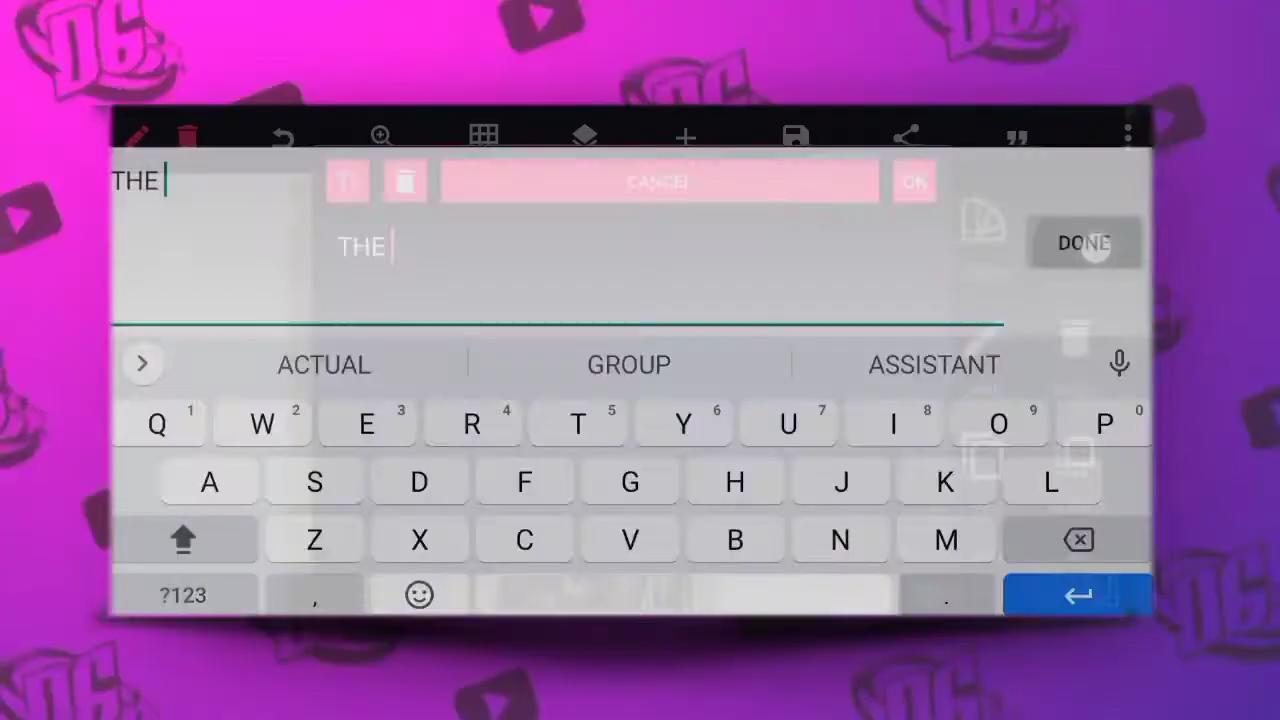 THE
CANCEL
OK
THE
DONE
ACTUAL GROUP ASSISTANT
Q 1 W 2 E 3 R 4 T 5 Y 6 U 7 I 8 O 9 P 0
A S D F G H J K L
Z X C V B N M
?123 , .